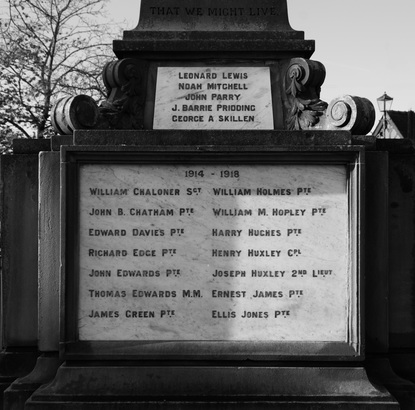 THAT WE MIGHT LIVE
LEONARD LEWIS
NOAH MITCHELL
JOHN PARRY
J. BARRIE PRIDDING
GEORGE A SKILLEN
1914 - 1918
WILLIAM CHALONER SGT WILLIAM HOLMES PTE
JOHN B. CHATHAM PTE WILLIAM M. HOPLEY PTE
EDWARD DAVIES PTE HARRY HUGHES PTE
RICHARD EDGE PTE HENRY HUXLEY CPL
JOHN EDWARDS PTE JOSEPH HUXLEY 2ND LIEUT
THOMAS EDWARDS M.M. ERNEST JAMES PTE
JAMES GREEN PTE ELLIS JONES PTE